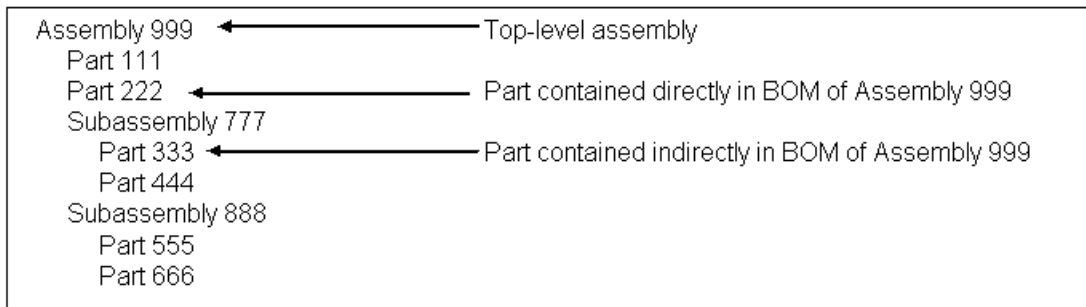 Assembly 999 Top-level assembly
Part 111
Part 222 Part contained directly in BOM of Assembly 999
Subassembly 777
Part 333 Part contained indirectly in BOM of Assembly 999
Part 444
Subassembly 888
Part 555
Part 666